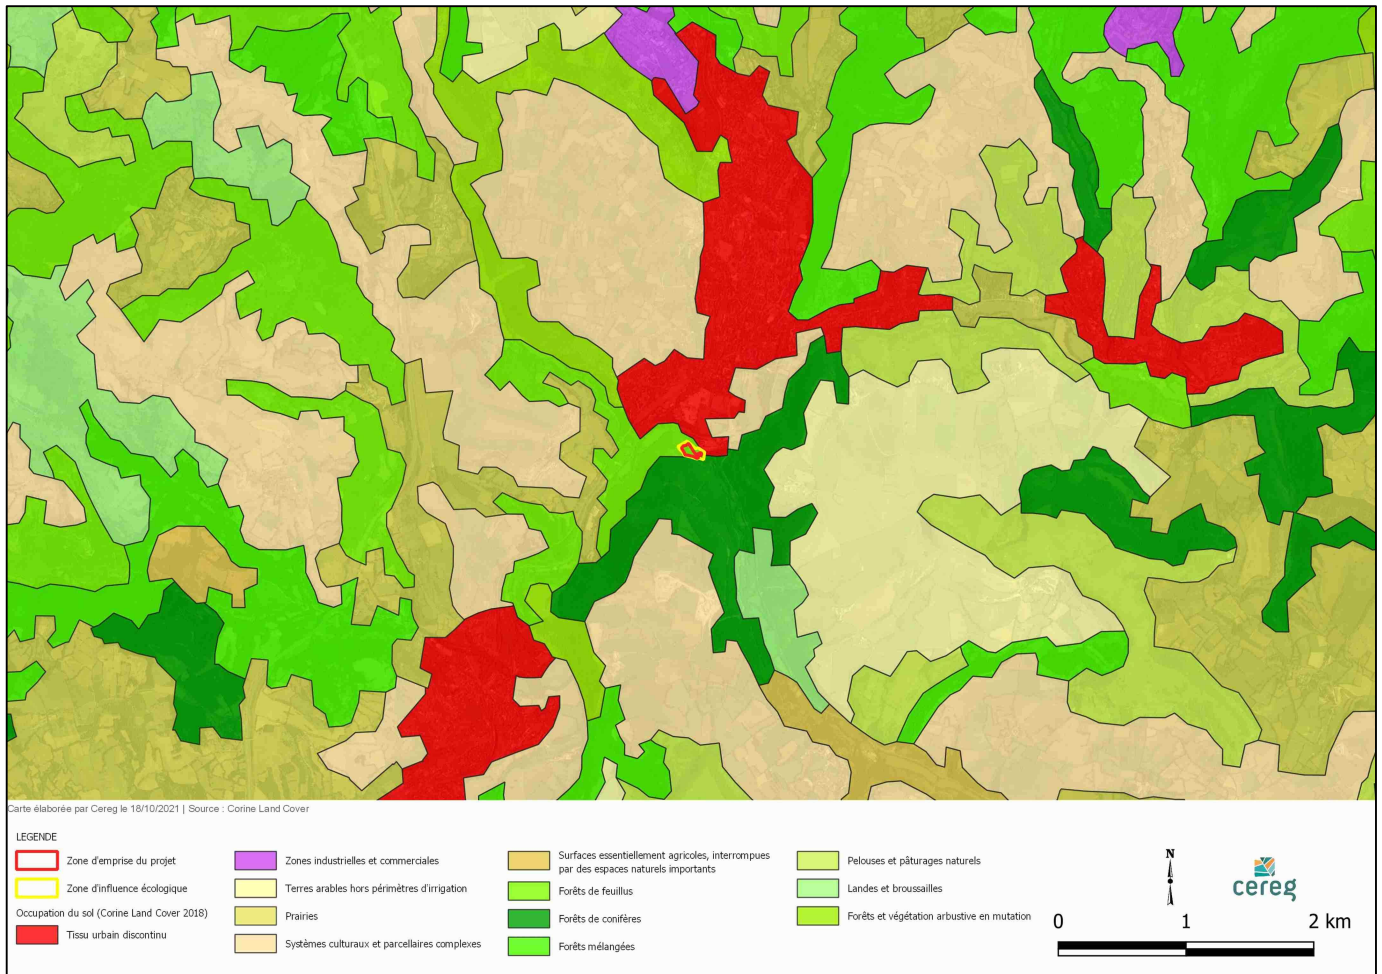 Carte élaborée par Cereg le 18/10/2021 | Source : Corine Land Cover
LEGENDE
Zone d'emprise du projet
Zone d'influence écologique
Occupation du sol (Corine Land Cover 2018)
Tissu urbain discontinu
Zones industrielles et commerciales
Terres arables hors périmètres d'irrigation
Prairies
Systèmes culturaux et parcellaires complexes
Surfaces essentiellement agricoles, interrompues
par des espaces naturels importants
Forêts de feuillus
Forêts de conifères
Forêts mélangées
Pelouses et pâturages naturels
Landes et broussailles
Forêts et végétation arbustive en mutation
N
cereg
0 1 2 km